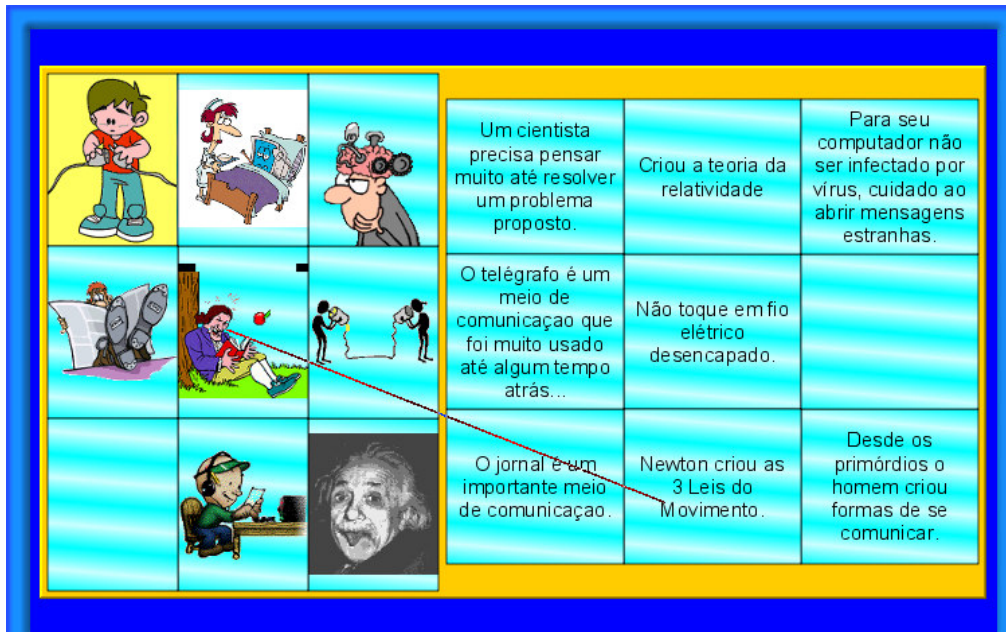 Um cientista
precisa pensar
muito até resolver
um problema
proposto.
Criou a teoria da
relatividade
Para seu
computador não
ser infectado por
vírus, cuidado ao
abrir mensagens
estranhas.
O telégrafo é um
meio de
comunicaçao que
foi muito usado
até algum tempo
atrás...
Não toque em fio
elétrico
desencapado.
O jornal é um
importante meio
de comunicaçao.
Newton criou as
3 Leis do
Movimento.
Desde os
primórdios o
homem criou
formas de se
comunicar.